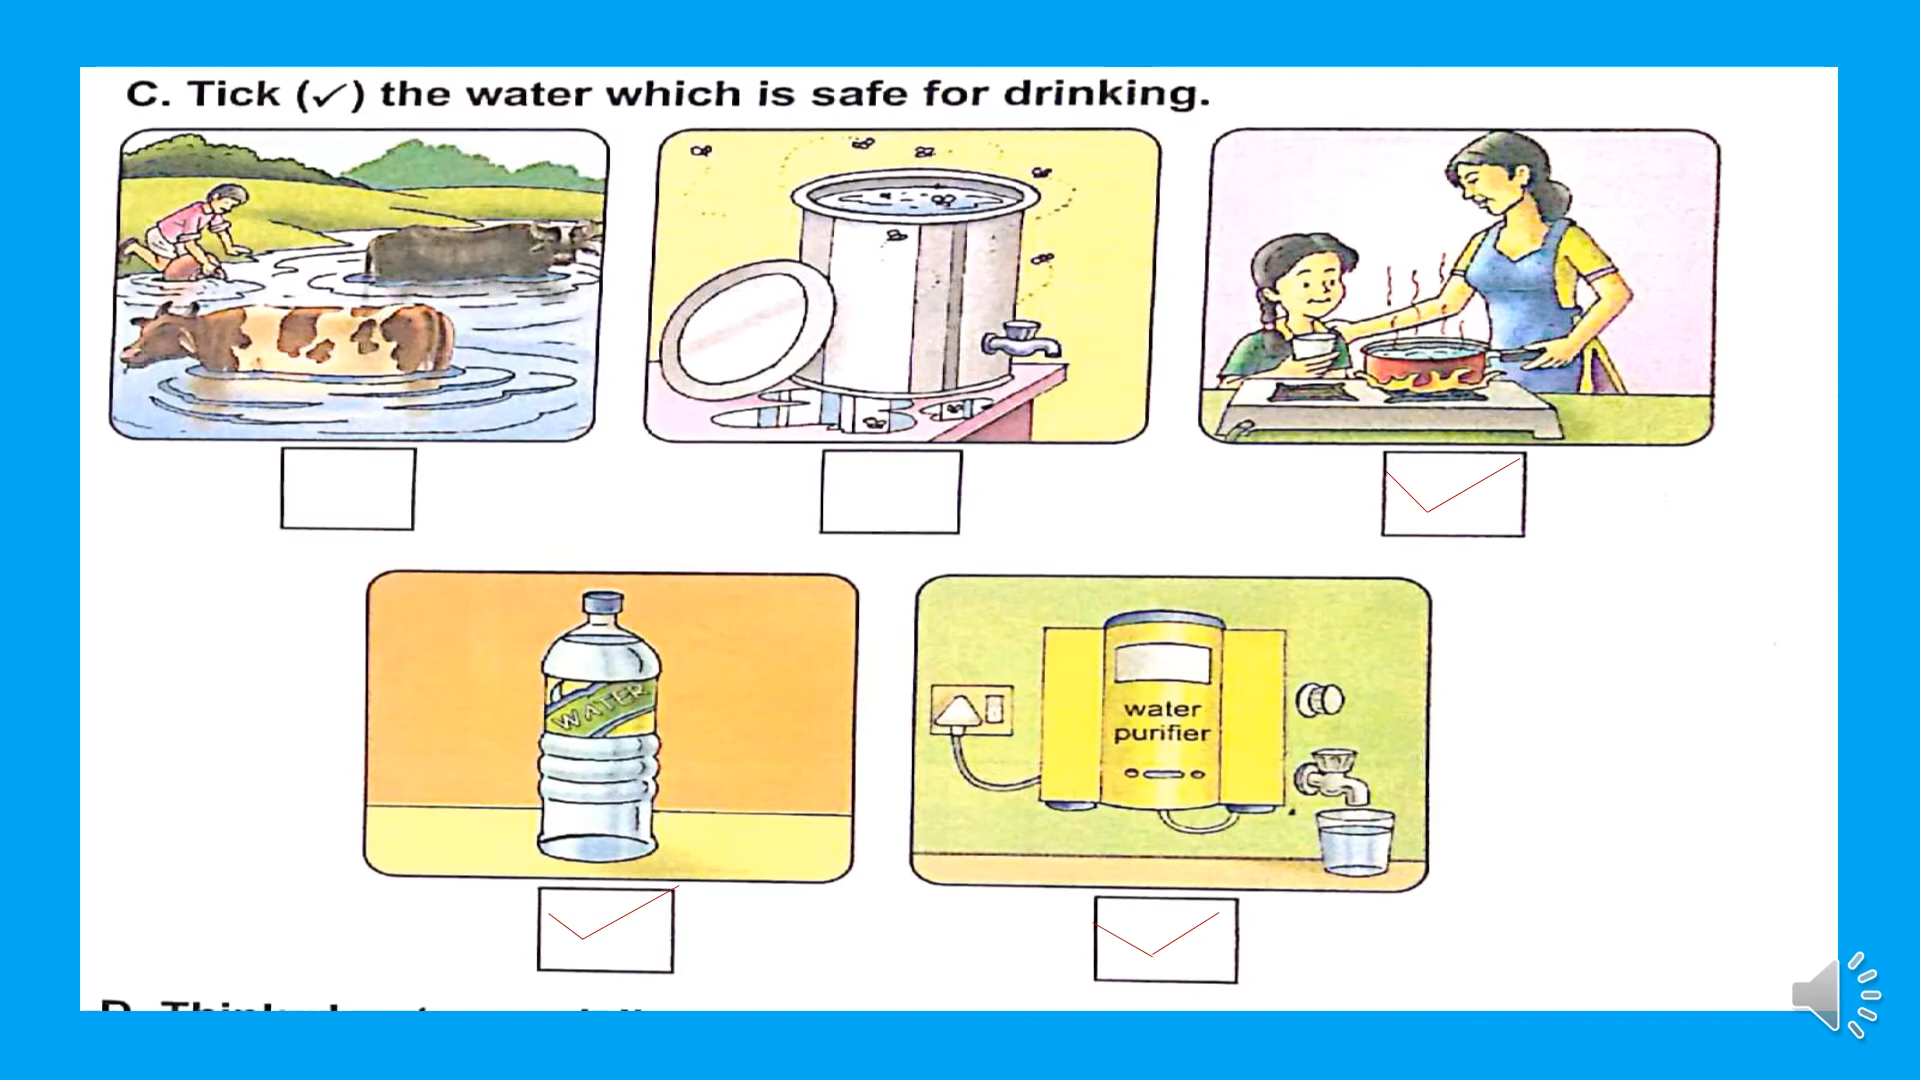 C. Tick (✓) the water which is safe for drinking.
WATER
water
purifier